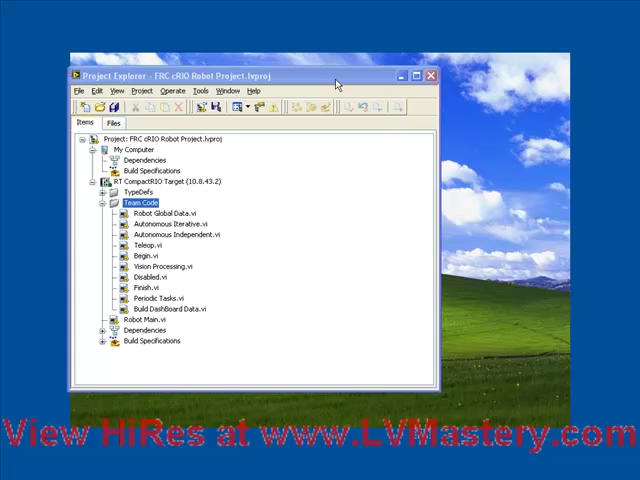 Project Explorer - FRC cRIO Robot Project.lvproj
File Edit View Project Operate Tools Window Help
Items Files
Project: FRC cRIO Robot Project.lvproj
My Computer
Dependencies
Build Specifications
RT CompactRIO Target (10.8.43.2)
TypeDefs
Team Code
Robot Global Data.vi
Autonomous Iterative.vi
Autonomous Independent.vi
Teleop.vi
Begin.vi
Vision Processing.vi
Disabled.vi
Finish.vi
Periodic Tasks.vi
Build DashBoard Data.vi
Robot Main.vi
Dependencies
Build Specifications
View HiRes at www.LVMastery.com